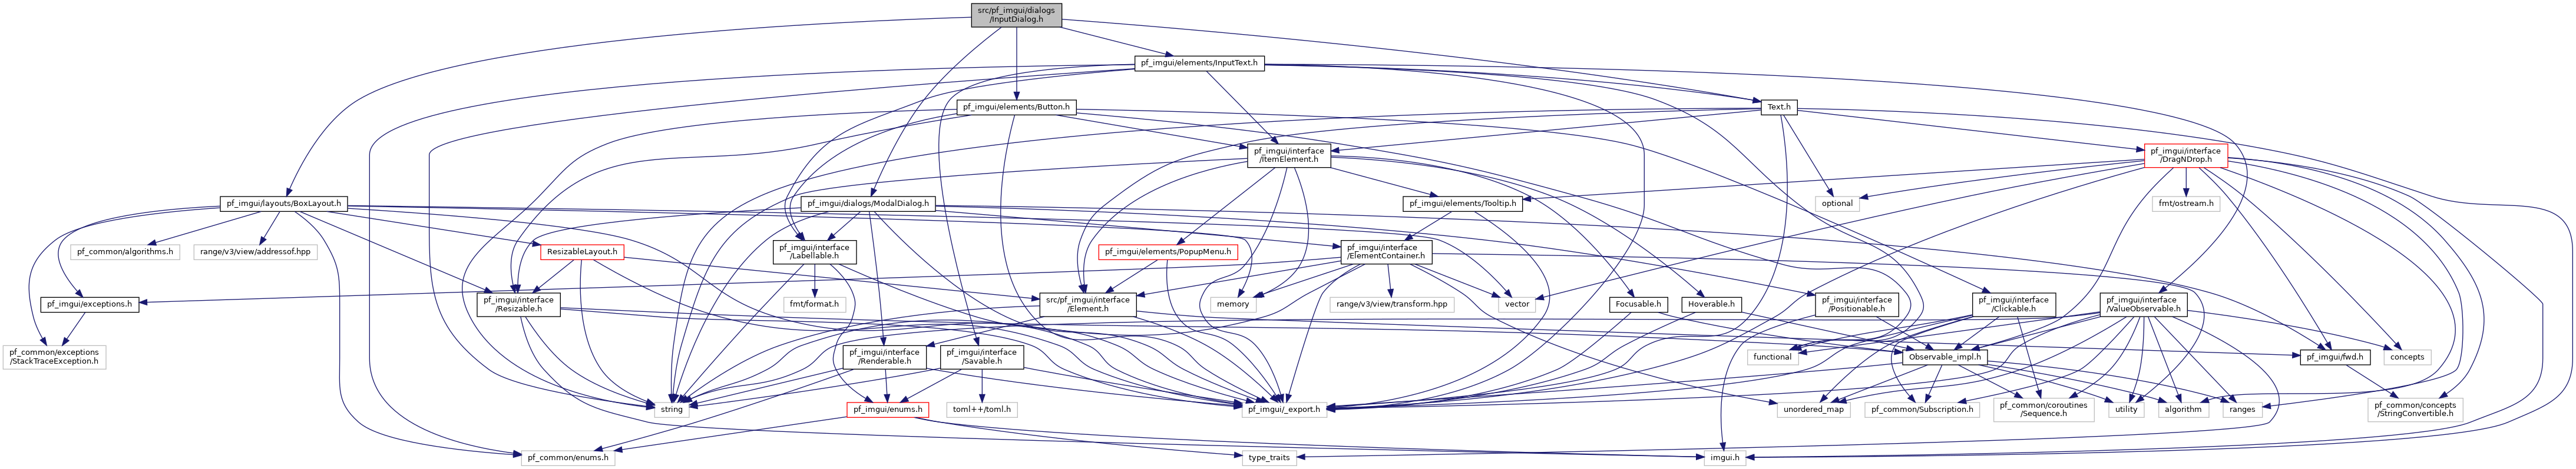 src/pf_imgui/dialogs
/InputDialog.h
pf_imgui/elements/InputText.h
pf_imgui/elements/Button.h
Text.h
pf_imgui/interface
/ItemElement.h
pf_imgui/interface
/DragNDrop.h
pf_imgui/layouts/BoxLayout.h
pf_imgui/dialogs/ModalDialog.h
pf_imgui/elements/Tooltip.h
optional
fmt/ostream.h
pf_common/algorithms.h
range/v3/view/addressof.hpp
ResizableLayout.h
pf_imgui/interface
/Labellable.h
pf_imgui/elements/PopupMenu.h
pf_imgui/interface
/ElementContainer.h
pf_imgui/exceptions.h
pf_imgui/interface
/Resizable.h
fmt/format.h
src/pf_imgui/interface
/Element.h
memory
range/v3/view/transform.hpp
vector
Focusable.h
Hoverable.h
pf_imgui/interface
/Positionable.h
pf_imgui/interface
/Clickable.h
pf_imgui/interface
/ValueObservable.h
pf_common/exceptions
/StackTraceException.h
pf_imgui/interface
/Renderable.h
pf_imgui/interface
/Savable.h
functional
Observable_impl.h
pf_imgui/fwd.h
concepts
string
pf_imgui/enums.h
toml++/toml.h
pf_imgui/_export.h
unordered_map
pf_common/Subscription.h
pf_common/coroutines
/Sequence.h
utility
algorithm
ranges
pf_common/concepts
/StringConvertible.h
pf_common/enums.h
type_traits
imgui.h